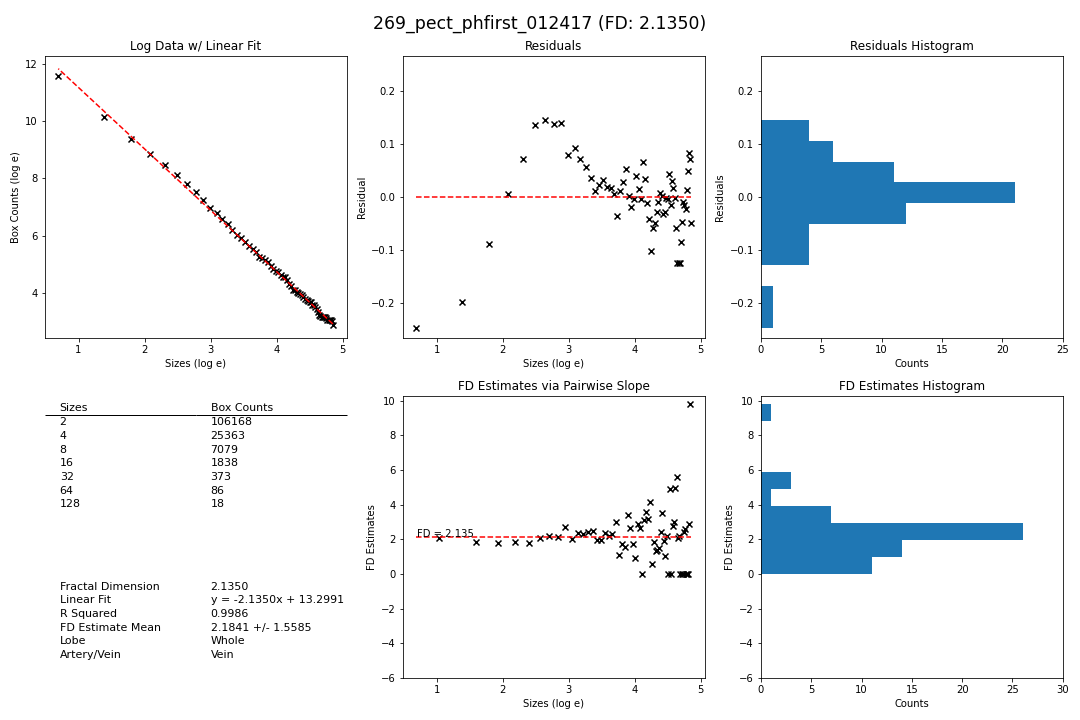 269_pect_phfirst_012417 (FD: 2.1350)
Log Data w/ Linear Fit
12
10
8
6
4
1 2 3 4 5
Box Counts (log e)
Sizes (log e)
Residuals
0.2
0.1
0.0
−0.1
−0.2
1 2 3 4 5
Residual
Sizes (log e)
Residuals Histogram
0.2
0.1
0.0
−0.1
−0.2
0 5 10 15 20 25
Residuals
Counts
Sizes Box Counts
2 106168
4 25363
8 7079
16 1838
32 373
64 86
128 18
Fractal Dimension 2.1350
Linear Fit y = -2.1350x + 13.2991
R Squared 0.9986
FD Estimate Mean 2.1841 +/- 1.5585
Lobe Whole
Artery/Vein Vein
FD Estimates via Pairwise Slope
10
8
6
4
2
0
−2
−4
−6
1 2 3 4 5
FD = 2.135
FD Estimates
Sizes (log e)
FD Estimates Histogram
10
8
6
4
2
0
−2
−4
−6
0 5 10 15 20 25 30
FD Estimates
Counts